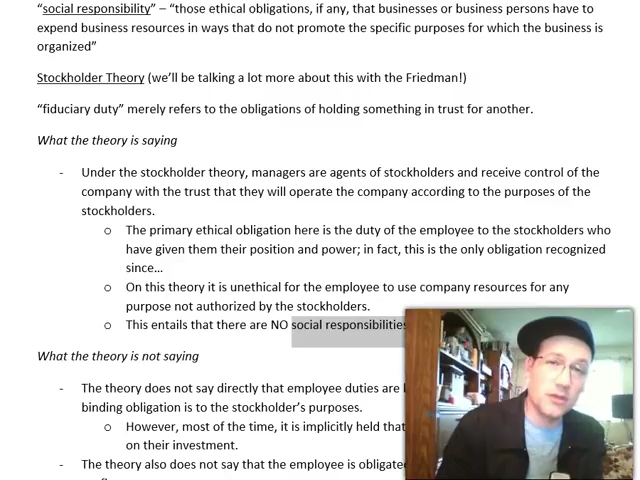 “social responsibility” – “those ethical obligations, if any, that businesses or business persons have to
expend business resources in ways that do not promote the specific purposes for which the business is
organized”
Stockholder Theory (we’ll be talking a lot more about this with the Friedman!)
“fiduciary duty” merely refers to the obligations of holding something in trust for another.
What the theory is saying
- Under the stockholder theory, managers are agents of stockholders and receive control of the
company with the trust that they will operate the company according to the purposes of the
stockholders.
o The primary ethical obligation here is the duty of the employee to the stockholders who
have given them their position and power; in fact, this is the only obligation recognized
since…
o On this theory it is unethical for the employee to use company resources for any
purpose not authorized by the stockholders.
o This entails that there are NO social responsibilities
What the theory is not saying
- The theory does not say directly that employee duties are
binding obligation is to the stockholder’s purposes.
o However, most of the time, it is implicitly held that
on their investment.
- The theory also does not say that the employee is obligated